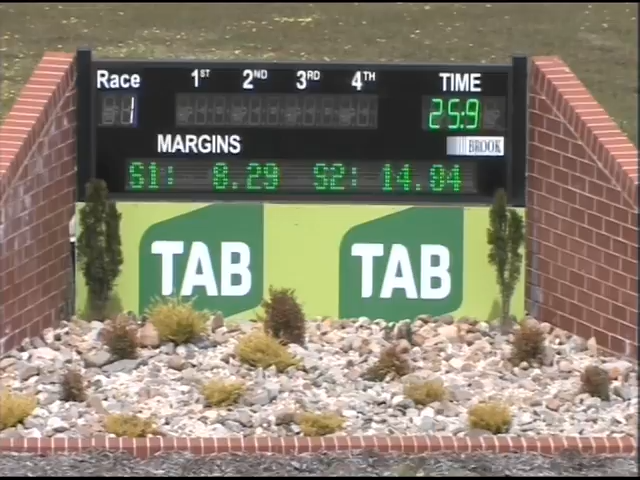 Race 1ST 2ND 3RD 4TH TIME
1 25:9
MARGINS BROOK
S1: 8.29 S2: 14.04
TAB TAB